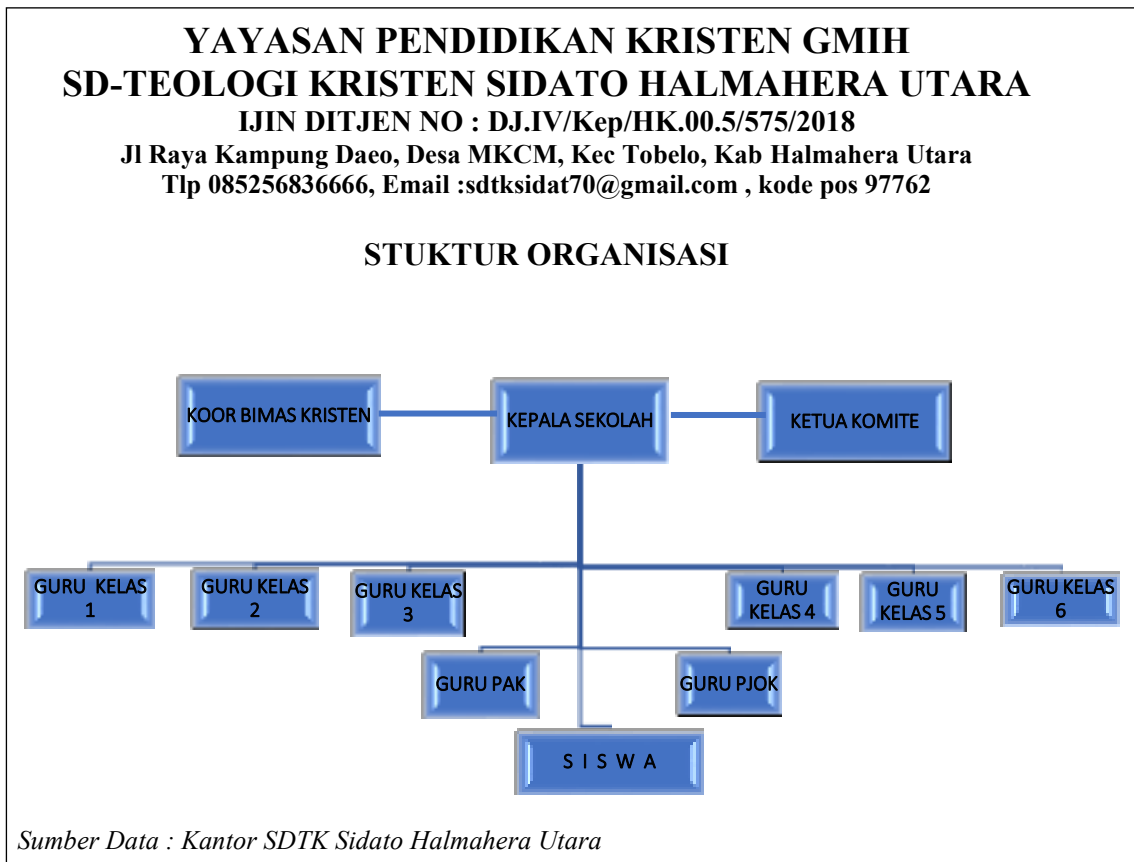 YAYASAN PENDIDIKAN KRISTEN GMIH
SD-TEOLOGI KRISTEN SIDATO HALMAHERA UTARA
IJIN DITJEN NO : DJ.IV/Kep/HK.00.5/575/2018
Jl Raya Kampung Daeo, Desa MKCM, Kec Tobelo, Kab Halmahera Utara
Tlp 085256836666, Email :sdtksidat70@gmail.com , kode pos 97762
STUKTUR ORGANISASI
KOOR BIMAS KRISTEN
KEPALA SEKOLAH
KETUA KOMITE
GURU KELAS
1
GURU KELAS
2
GURU KELAS
3
GURU
KELAS 4
GURU
KELAS 5
GURU KELAS
6
GURU PAK
GURU PJOK
S I S W A
Sumber Data : Kantor SDTK Sidato Halmahera Utara